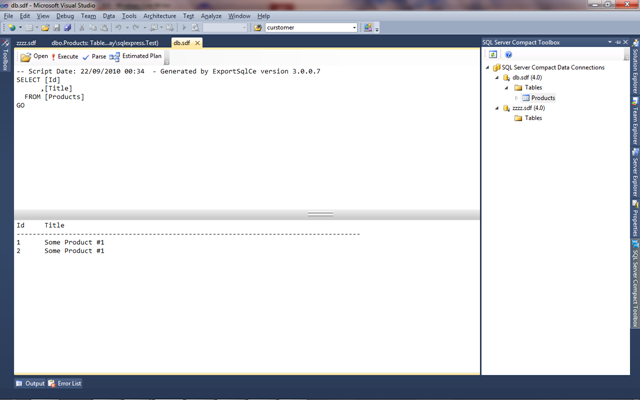 db.sdf - Microsoft Visual Studio
File Edit View Debug Team Data Tools Architecture Test Analyze Window Help
curstomer
Toolbox
zzzz.sdf dbo.Products: Table...ay\sqlexpress.Test) db.sdf
Open Execute Parse Estimated Plan
-- Script Date: 22/09/2010 00:34 - Generated by ExportSqlCe version 3.0.0.7
SELECT [Id]
,[Title]
FROM [Products]
GO
Id Title
1 Some Product #1
2 Some Product #1
SQL Server Compact Toolbox
SQL Server Compact Data Connections
db.sdf (4.0)
Tables
Products
zzzz.sdf (4.0)
Tables
Solution Explorer
Team Explorer
Server Explorer
Properties
SQL Server Compact Toolbox
Output Error List